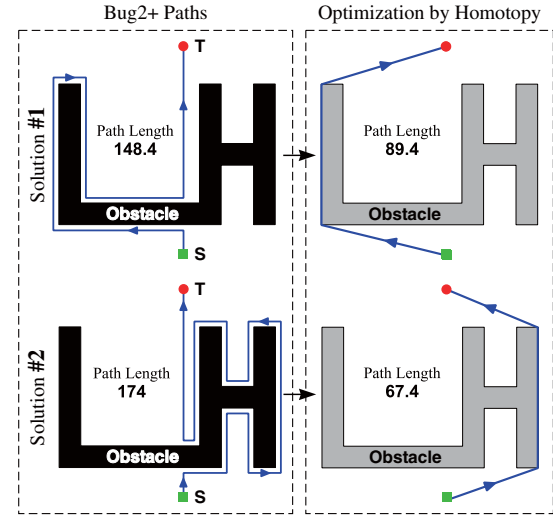 Bug2+ Paths
Optimization by Homotopy
Solution #1
T
Path Length
148.4
Obstacle
S
Path Length
89.4
Obstacle
Solution #2
T
Path Length
174
Obstacle
S
Path Length
67.4
Obstacle